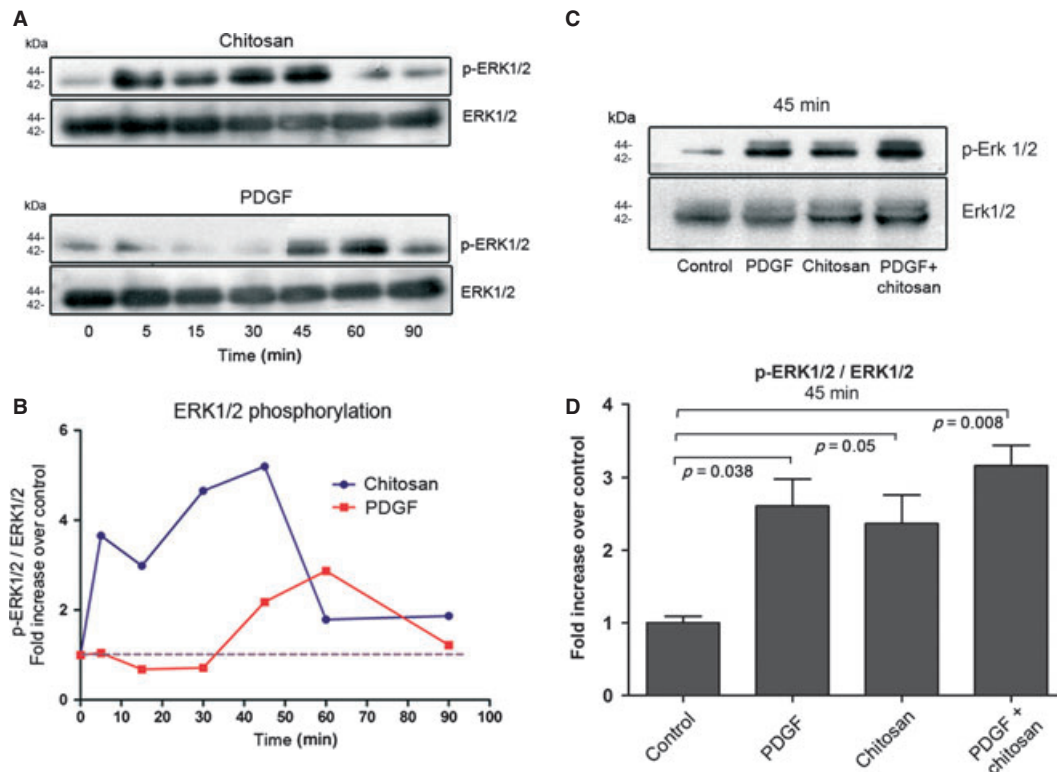 A
Chitosan
kDa
44-
42-
p-ERK1/2
44-
42-
ERK1/2
PDGF
kDa
44-
42-
p-ERK1/2
44-
42-
ERK1/2
0 5 15 30 45 60 90
Time (min)
B
ERK1/2 phosphorylation
p-ERK1/2 / ERK1/2
Fold increase over control
6
4
2
0
Chitosan
PDGF
0 10 20 30 40 50 60 70 80 90 100
Time (min)
C
45 min
kDa
44-
42-
p-Erk 1/2
44-
42-
Erk1/2
Control PDGF Chitosan PDGF+
chitosan
D
p-ERK1/2 / ERK1/2
45 min
Fold increase over control
4
3
2
1
0
p = 0.008
p = 0.05
p = 0.038
Control
PDGF
Chitosan
PDGF +
chitosan